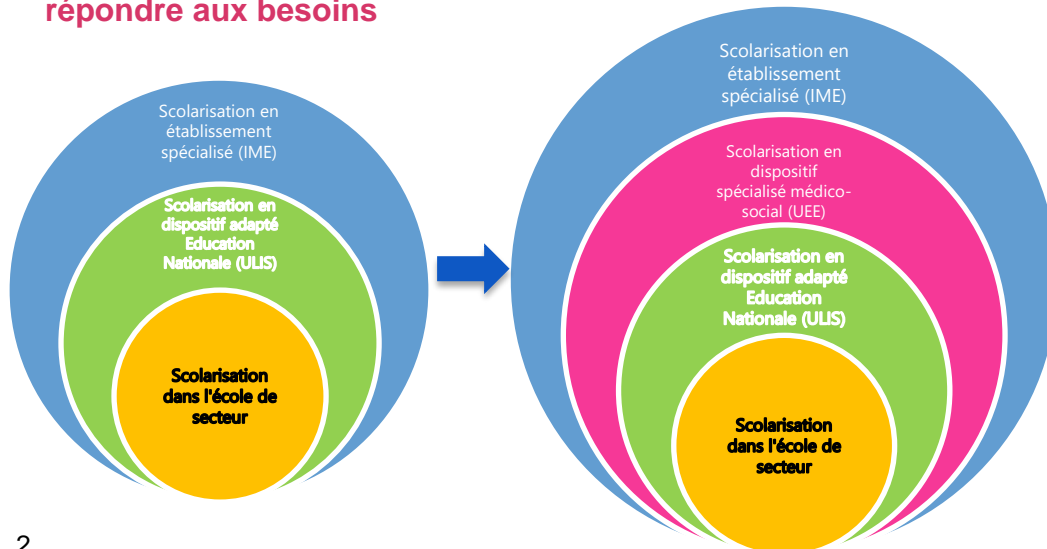 répondre aux besoins
Scolarisation en
établissement
spécialisé (IME)
Scolarisation en
dispositif adapté
Education
Nationale (ULIS)
Scolarisation
dans l'école de
secteur
Scolarisation en
établissement
spécialisé (IME)
Scolarisation en
dispositif
spécialisé médico-
social (UEE)
Scolarisation en
dispositif adapté
Education
Nationale (ULIS)
Scolarisation
dans l'école de
secteur
2